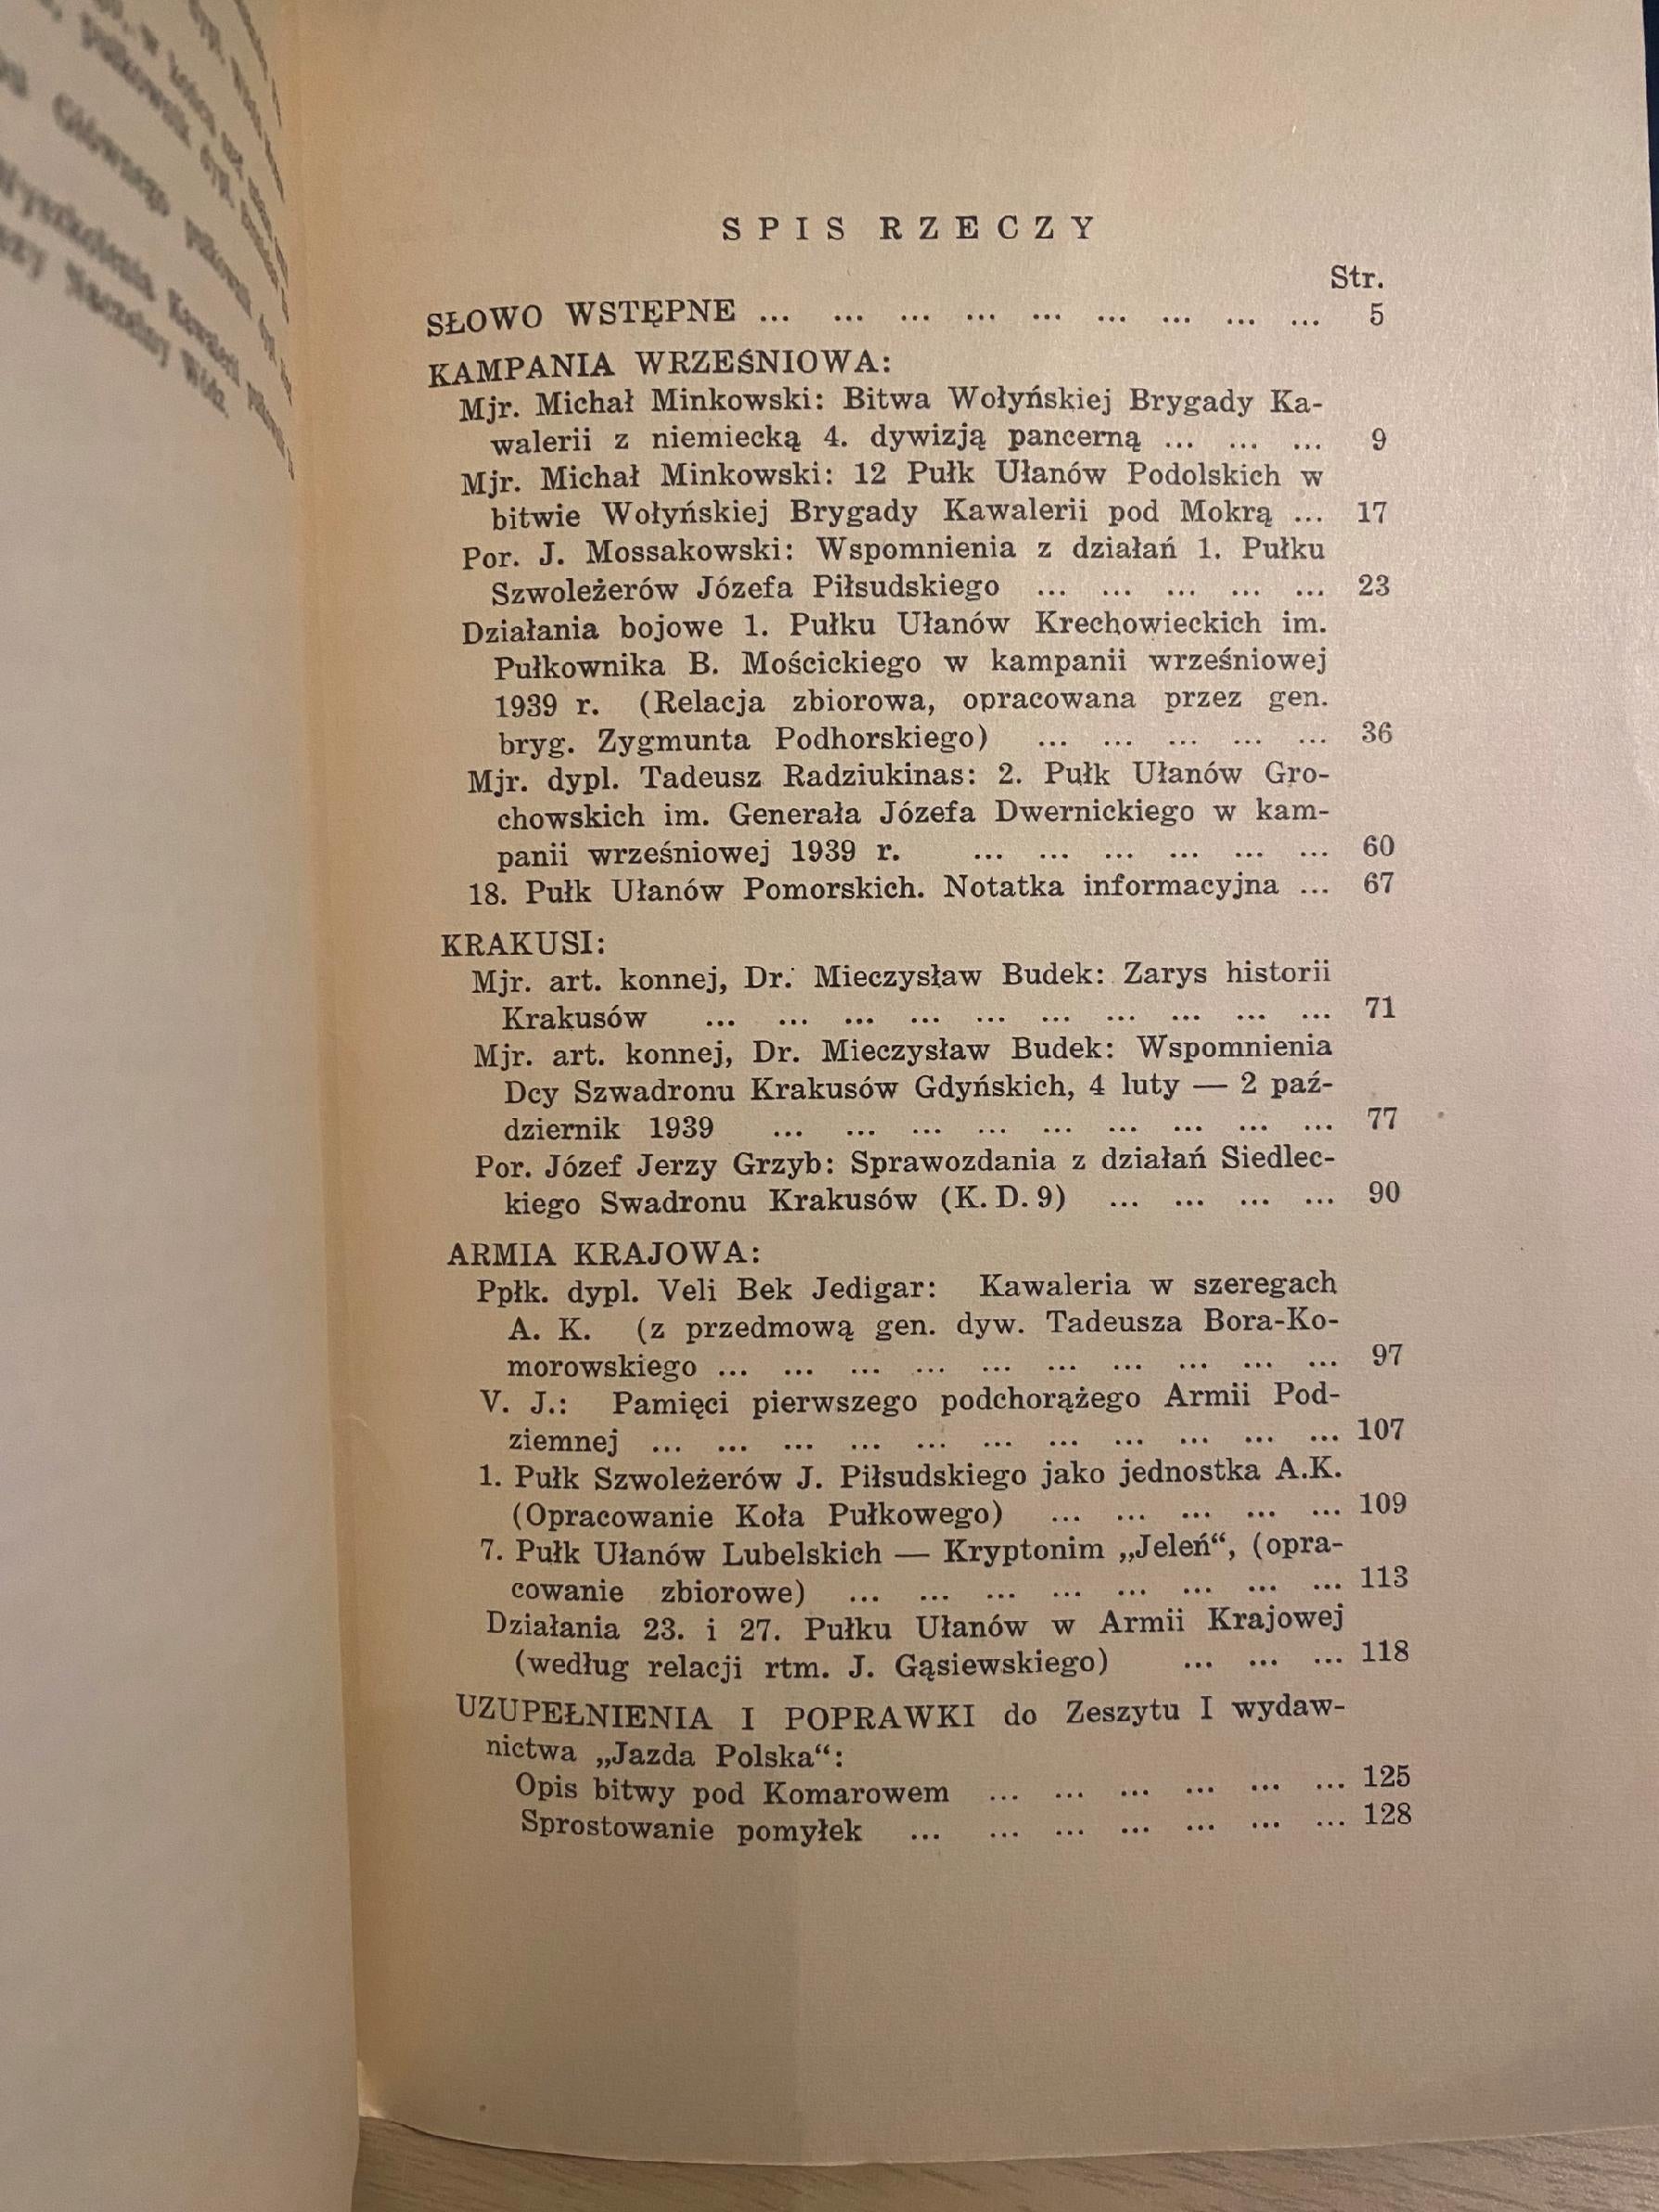 Głównego
Wyszkolenia
SPIS RZECZY
Str.
SŁOWO WSTĘPNE ... ... ... ... ... ... ... ... ... 5
KAMPANIA WRZEŚNIOWA:
Mjr. Michał Minkowski: Bitwa Wołyńskiej Brygady Ka-
walerii z niemiecką 4. dywizją pancerną ... ... ... 9
Mjr. Michał Minkowski: 12 Pułk Ułanów Podolskich w
bitwie Wołyńskiej Brygady Kawalerii pod Mokrą ... 17
Por. J. Mossakowski: Wspomnienia z działań 1. Pułku
Szwoleżerów Józefa Piłsudskiego ... ... ... ... ... 23
Działania bojowe 1. Pułku Ułanów Krechowieckich im.
Pułkownika B. Mościckiego w kampanii wrześniowej
1939 r. (Relacja zbiorowa, opracowana przez gen.
bryg. Zygmunta Podhorskiego) ... ... ... ... ... 36
Mjr. dypl. Tadeusz Radziukinas: 2. Pułk Ułanów Gro-
chowskich im. Generała Józefa Dwernickiego w kam-
panii wrześniowej 1939 r. ... ... ... ... ... ... 60
18. Pułk Ułanów Pomorskich. Notatka informacyjna ... 67
KRAKUSI:
Mjr. art. konnej, Dr. Mieczysław Budek: Zarys historii
Krakusów ... ... ... ... ... ... ... ... ... ... 71
Mjr. art. konnej, Dr. Mieczysław Budek: Wspomnienia
Dcy Szwadronu Krakusów Gdyńskich, 4 luty — 2 paź-
dziernik 1939 ... ... ... ... ... ... ... ... ... 77
Por. Józef Jerzy Grzyb: Sprawozdania z działań Siedlec-
kiego Swadronu Krakusów (K. D. 9) ... ... ... ... 90
ARMIA KRAJOWA:
Ppłk. dypl. Veli Bek Jedigar: Kawaleria w szeregach
A. K. (z przedmową gen. dyw. Tadeusza Bora-Ko-
morowskiego ... ... ... ... ... ... ... ... ... ... 97
V. J.: Pamięci pierwszego podchorążego Armii Pod-
ziemnej ... ... ... ... ... ... ... ... ... ... ... 107
1. Pułk Szwoleżerów J. Piłsudskiego jako jednostka A.K.
(Opracowanie Koła Pułkowego) ... ... ... ... ... 109
7. Pułk Ułanów Lubelskich — Kryptonim „Jeleń“, (opra-
cowanie zbiorowe) ... ... ... ... ... ... ... ... 113
Działania 23. i 27. Pułku Ułanów w Armii Krajowej
(według relacji rtm. J. Gąsiewskiego) ... ... ... 118
UZUPEŁNIENIA I POPRAWKI do Zeszytu I wydaw-
nictwa „Jazda Polska“:
Opis bitwy pod Komarowem ... ... ... ... ... ... 125
Sprostowanie pomyłek ... ... ... ... ... ... ... 128